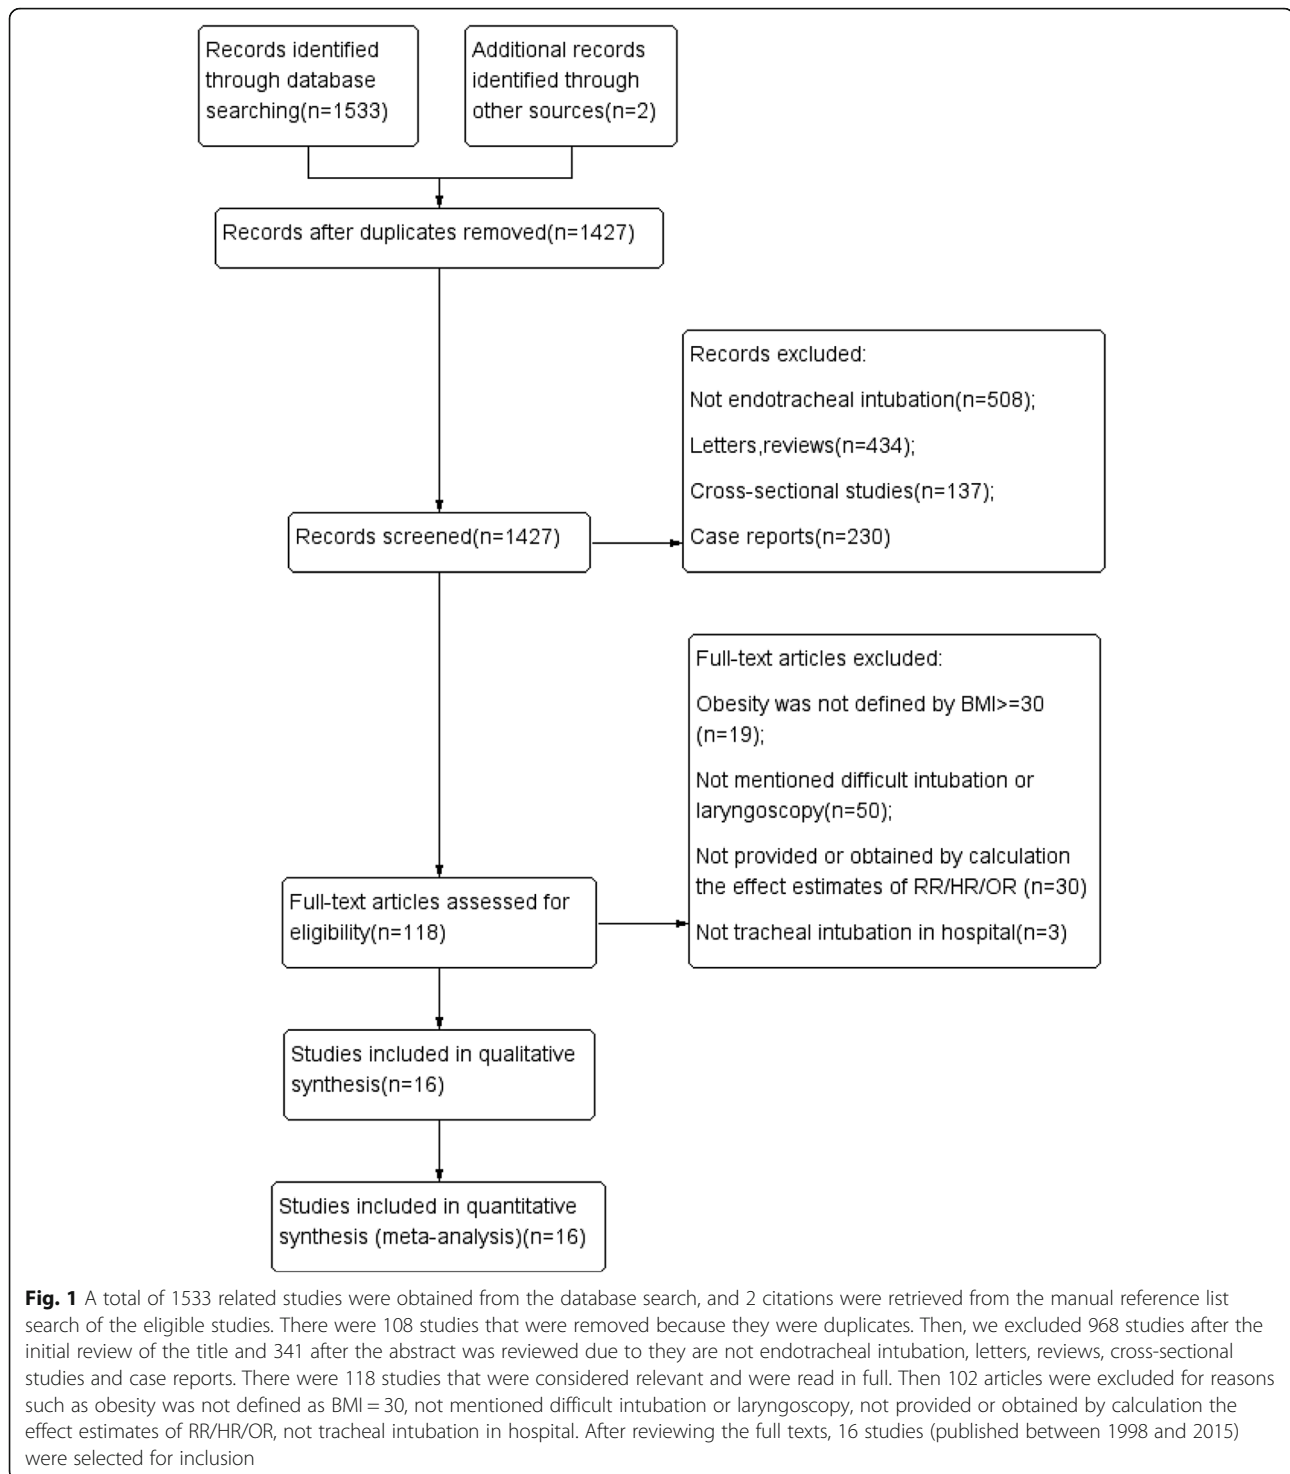 Records identified
through database
searching(n=1533)
Additional records
identified through
other sources(n=2)
Records after duplicates removed(n=1427)
Records excluded:
Not endotracheal intubation(n=508);
Letters,reviews(n=434);
Cross-sectional studies(n=137);
Case reports(n=230)
Records screened(n=1427)
Full-text articles excluded:
Obesity was not defined by BMI>=30
(n=19);
Not mentioned difficult intubation or
laryngoscopy(n=50);
Not provided or obtained by calculation
the effect estimates of RR/HR/OR (n=30)
Not tracheal intubation in hospital(n=3)
Full-text articles assessed for
eligibility(n=118)
Studies included in qualitative
synthesis(n=16)
Studies included in quantitative
synthesis (meta-analysis)(n=16)
Fig. 1 A total of 1533 related studies were obtained from the database search, and 2 citations were retrieved from the manual reference list
search of the eligible studies. There were 108 studies that were removed because they were duplicates. Then, we excluded 968 studies after the
initial review of the title and 341 after the abstract was reviewed due to they are not endotracheal intubation, letters, reviews, cross-sectional
studies and case reports. There were 118 studies that were considered relevant and were read in full. Then 102 articles were excluded for reasons
such as obesity was not defined as BMI = 30, not mentioned difficult intubation or laryngoscopy, not provided or obtained by calculation the
effect estimates of RR/HR/OR, not tracheal intubation in hospital. After reviewing the full texts, 16 studies (published between 1998 and 2015)
were selected for inclusion